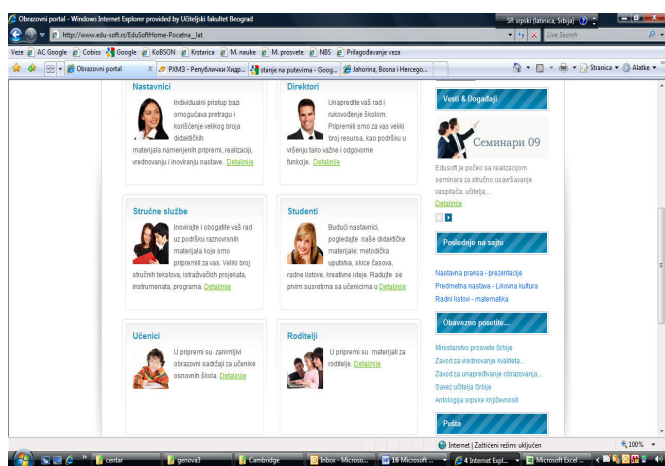 Obrazovni portal - Windows Internet Explorer provided by Učiteljski fakultet Beograd
SR srpski (latinica, Srbija)
http://www.edu-soft.rs/EduSoftHome-Pocetna_.lat
Live Search
Veze AC Google Cobiss Google KoBSON Krstarica M. nauke M. prosvete NBS Prilagođavanje veza
Obrazovni portal X РХМЗ - Републички Хидр... stanje na putevima - Goog... Jahorina, Bosna i Hercego...
Stranica Alatke
Nastavnici
Individualni pristup bazi
omogućava pretragu i
korišćenje velikog broja
didaktičkih
materijala namenjenih pripremi, realizaciji,
vrednovanju i inoviranju nastave. Detaljnije
Direktori
Unapredite vaš rad i
rukovođenje školom.
Pripremili smo za vas veliki
broj resursa, kao podršku u
vršenju tako važne i odgovorne
funkcije. Detaljnije
Stručne službe
Inovirajte i obogatite vaš rad
uz podršku raznovrsnih
materijala koje smo
pripremili za vas. Veliki broj
stručnih tekstova, istraživačkih projekata,
instrumenata, programa. Detaljnije
Studenti
Budući nastavnici,
pogledajte naše didaktičke
materijale: metodička
uputstva, skice časova,
radne listove, kreativne ideje. Radujte se
prvim susretima sa učenicima u Detaljnije
Učenici
U pripremi su zanimljivi
obrazovni sadržaji za učenike
osnovnih škola. Detaljnije
Roditelji
U pripremi su materijali za
roditelje. Detaljnije
Vesti & Događaji
Семинари 09
Edusoft je počeo sa realizacijom
seminara za stručno usavršavanje
vaspitača, učitelja,...
Detaljnije
Poslednje na sajtu
Nastavna praksa - prezentacije
Predmetna nastava - Likovna kultura
Radni listovi - matematika
Obavezno posetite...
Ministarstvo prosvete Srbije
Zavod za vrednovanje kvaliteta...
Zavod za unapređivanje obrazovanja...
Savez učitelja Srbije
Antologija srpske književnosti
Pošta
Internet | Zaštićeni režim: uključen
100%
centar genova3 Cambridge Inbox - Microso... 16 Microsoft ... 4 Internet Expl... Microsoft Excel ...